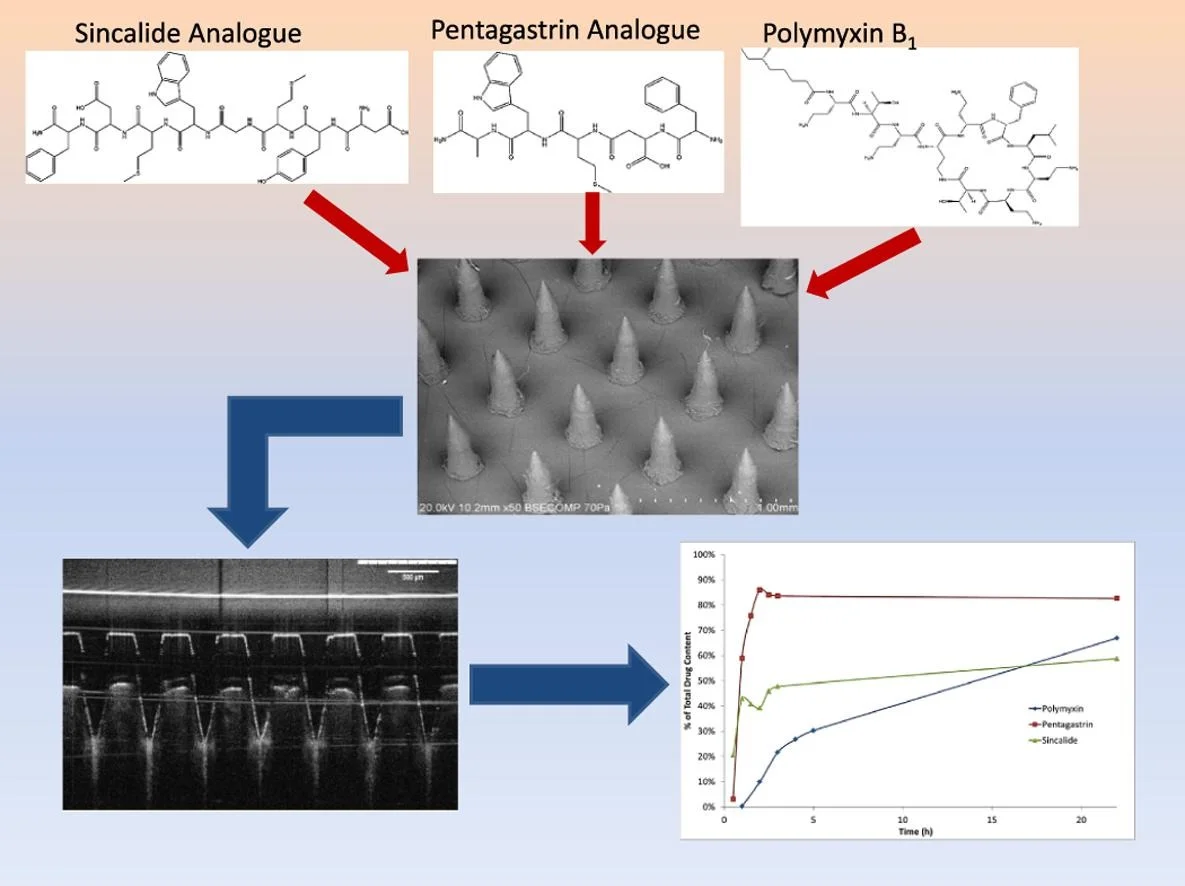 Sincalide Analogue
Pentagastrin Analogue
Polymyxin B1
20.0kV 10.2mm x50 BSECOMP 70Pa
1.00mm
500 µm
100%
90%
80%
70%
60%
50%
40%
30%
20%
10%
0%
% of Total Drug Content
Polymyxin
Pentagastrin
Sincalide
0
5
10
15
20
Time (h)